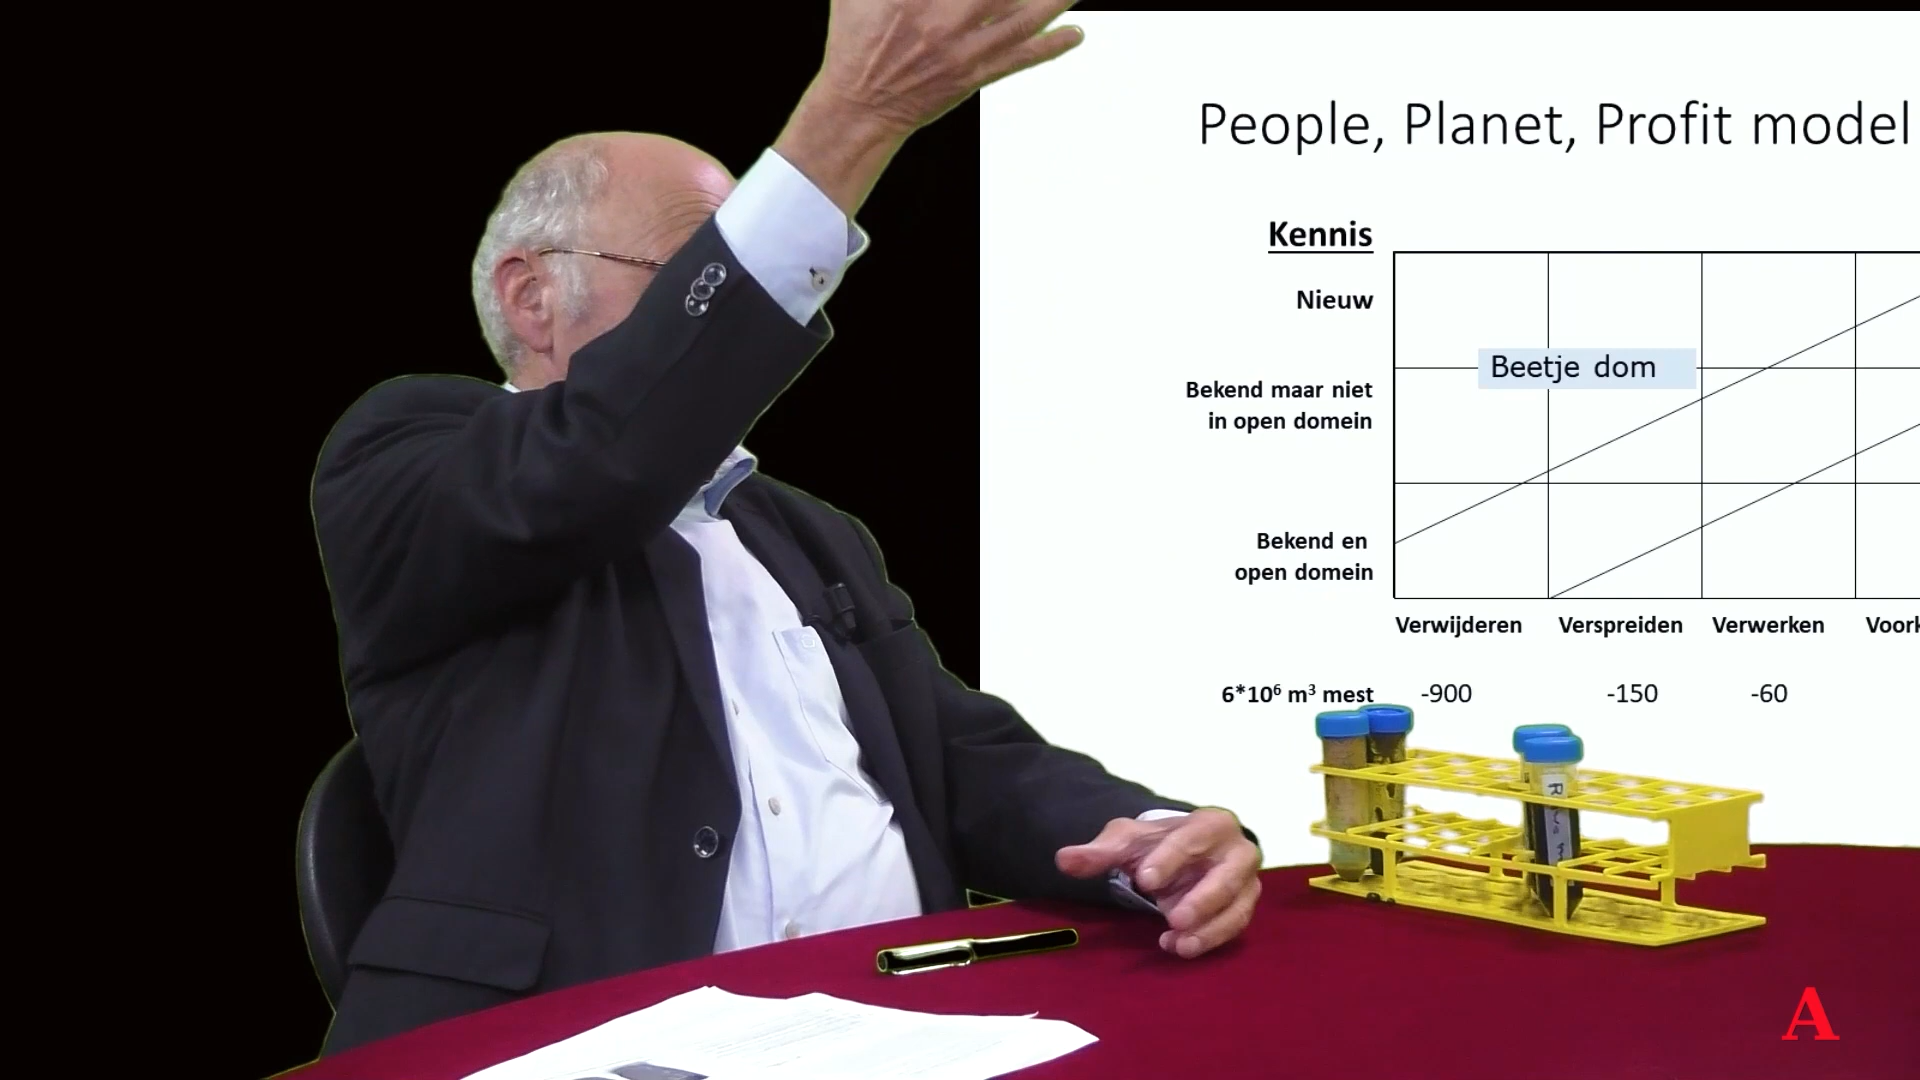 People, Planet, Profit model
Kennis
Nieuw
Beetje dom
Bekend maar niet
in open domein
Bekend en
open domein
Verwijderen Verspreiden Verwerken Voork
6*10⁶ m³ mest -900 -150 -60
A